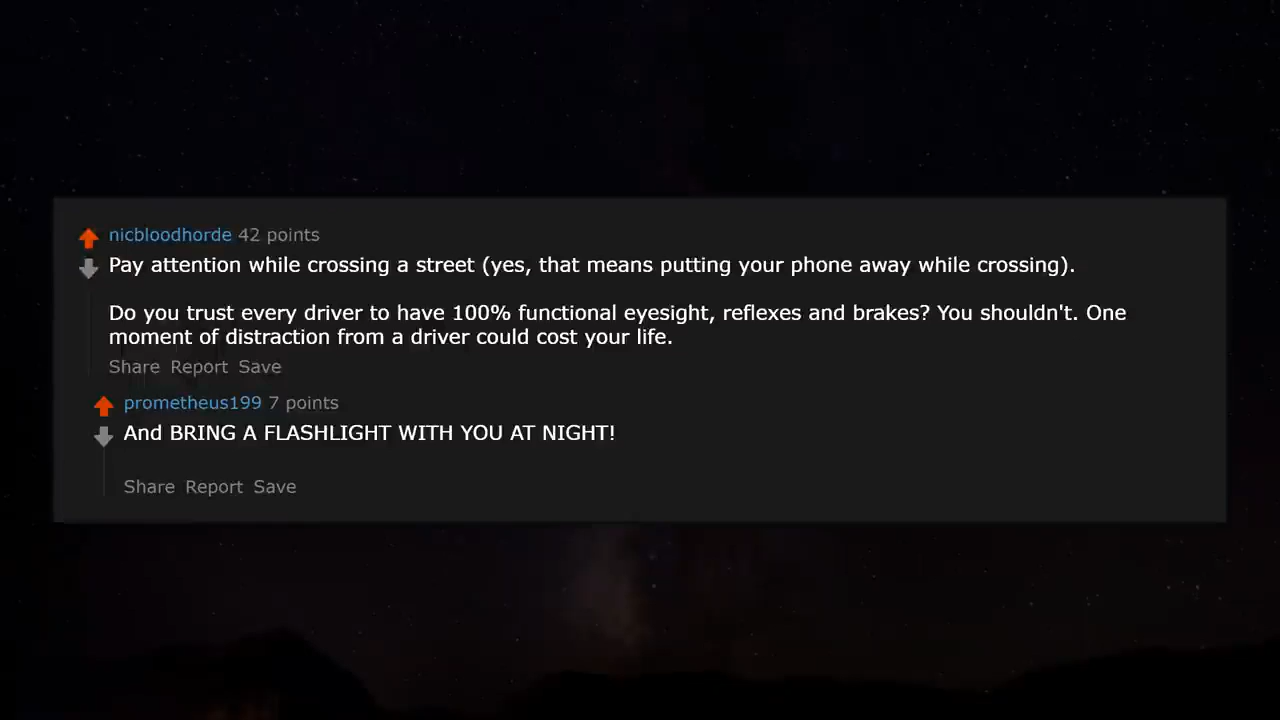 nicbloodhorde 42 points
Pay attention while crossing a street (yes, that means putting your phone away while crossing).
Do you trust every driver to have 100% functional eyesight, reflexes and brakes? You shouldn't. One
moment of distraction from a driver could cost your life.
Share Report Save
prometheus199 7 points
And BRING A FLASHLIGHT WITH YOU AT NIGHT!
Share Report Save